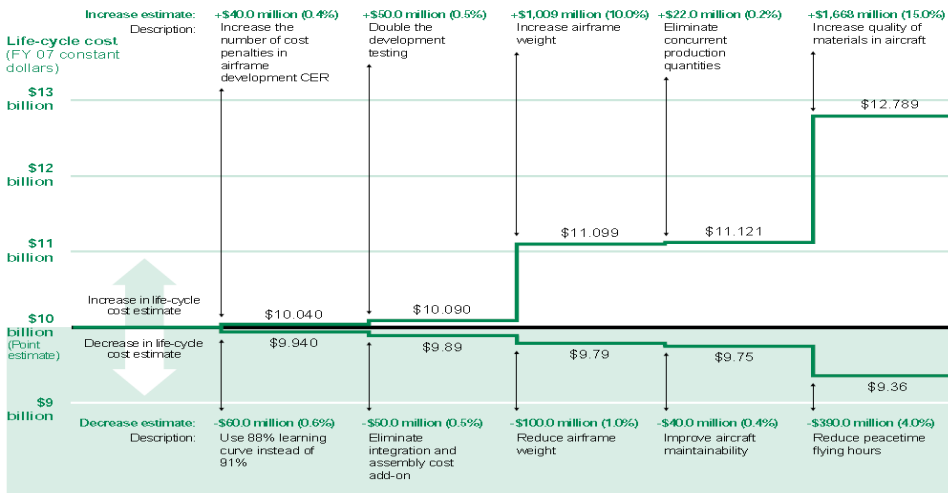 Increase estimate: +$40.0 million (0.4%) +$50.0 million (0.5%) +$1,009 million (10.0%) +$22.0 million (0.2%) +$1,668 million (15.0%)
Description: Increase the number of cost penalties in airframe development CER
Double the development testing
Increase airframe weight
Eliminate concurrent production quantities
Increase quality of materials in aircraft
Life-cycle cost
(FY 07 constant
dollars)
$13
billion
$12.789
$12
billion
$11.099
$11.121
$11
billion
Increase in life-cycle
cost estimate
$10.040
$10.090
$10
billion
(Point
estimate)
Decrease in life-cycle
cost estimate
$9.940
$9.89
$9.79
$9.75
$9.36
$9
billion
Decrease estimate: -$60.0 million (0.6%) -$50.0 million (0.5%) -$100.0 million (1.0%) -$40.0 million (0.4%) -$390.0 million (4.0%)
Description: Use 88% learning curve instead of 91%
Eliminate integration and assembly cost add-on
Reduce airframe weight
Improve aircraft maintainability
Reduce peacetime flying hours